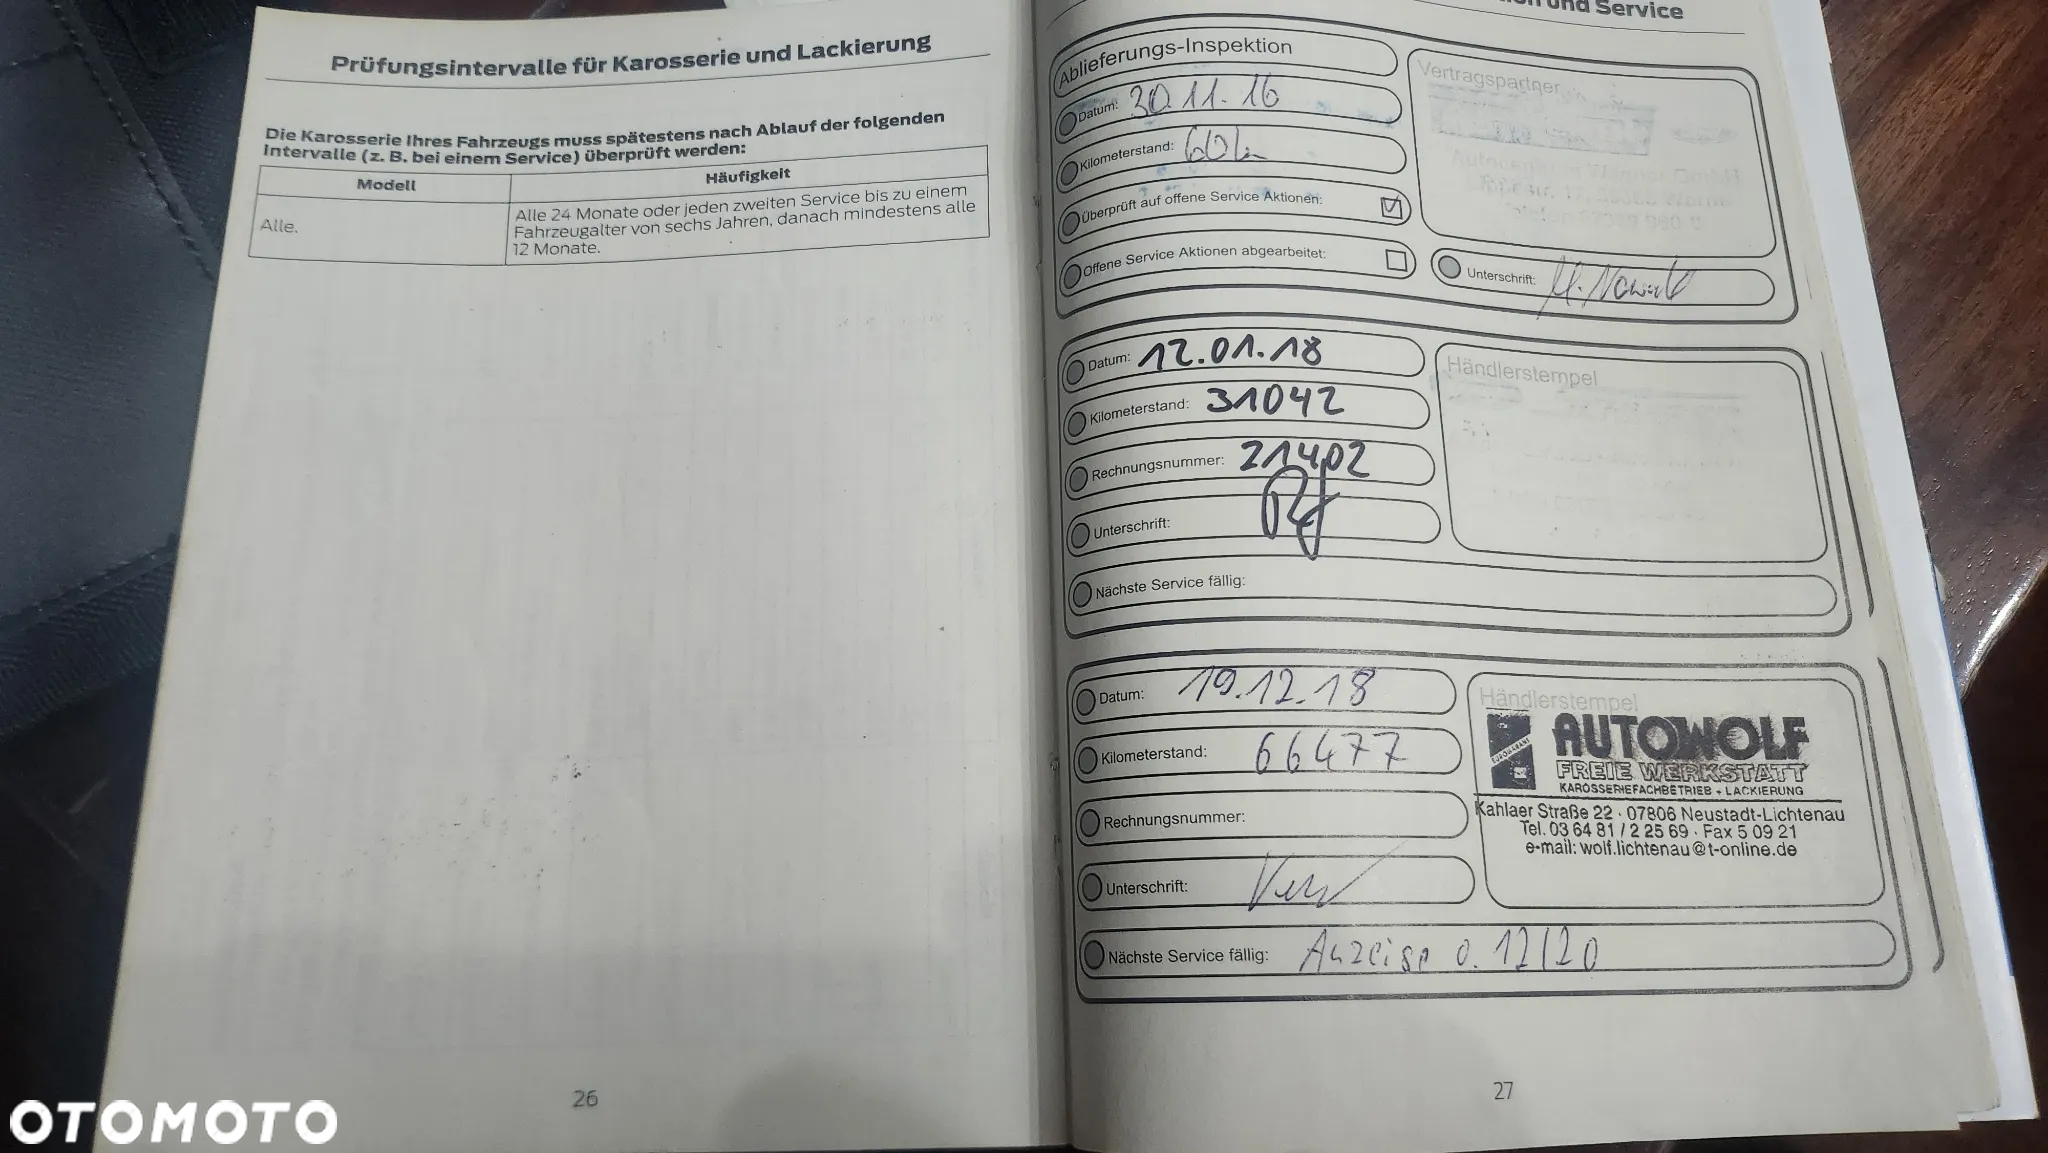 Prüfungsintervalle für Karosserie und Lackierung
Die Karosserie Ihres Fahrzeugs muss spätestens nach Ablauf der folgenden
Intervalle (z. B. bei einem Service) überprüft werden:
Modell
Häufigkeit
Alle.
Alle 24 Monate oder jeden zweiten Service bis zu einem
Fahrzeugalter von sechs Jahren, danach mindestens alle
12 Monate.
26
und Service
Ablieferungs-Inspektion
Datum: 30.11.16
Kilometerstand:
Überprüft auf offene Service Aktionen:
Offene Service Aktionen abgearbeitet:
Vertragspartner
Unterschrift:
Datum: 12.01.18
Kilometerstand: 31042
Rechnungsnummer: 21402
Unterschrift:
Nächste Service fällig:
Händlerstempel
Datum: 19.12.18
Kilometerstand: 66477
Rechnungsnummer:
Unterschrift:
Nächste Service fällig: Anzeige o. 12/20
Händlerstempel
AUTOWOLF
FREIE WERKSTATT
KAROSSERIEFACHBETRIEB + LACKIERUNG
Kahlaer Straße 22 · 07806 Neustadt-Lichtenau
Tel. 03 64 81 / 2 25 69 · Fax 5 09 21
e-mail: wolf.lichtenau@t-online.de
27
OTOMOTO